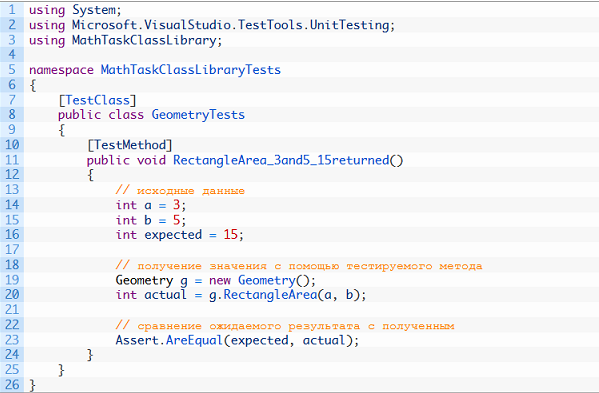 1 using System;
2 using Microsoft.VisualStudio.TestTools.UnitTesting;
3 using MathTaskClassLibrary;
4
5 namespace MathTaskClassLibraryTests
6 {
7     [TestClass]
8     public class GeometryTests
9     {
10         [TestMethod]
11         public void RectangleArea_3and5_15returned()
12         {
13             // исходные данные
14             int a = 3;
15             int b = 5;
16             int expected = 15;
17
18             // получение значения с помощью тестируемого метода
19             Geometry g = new Geometry();
20             int actual = g.RectangleArea(a, b);
21
22             // сравнение ожидаемого результата с полученным
23             Assert.AreEqual(expected, actual);
24         }
25     }
26 }